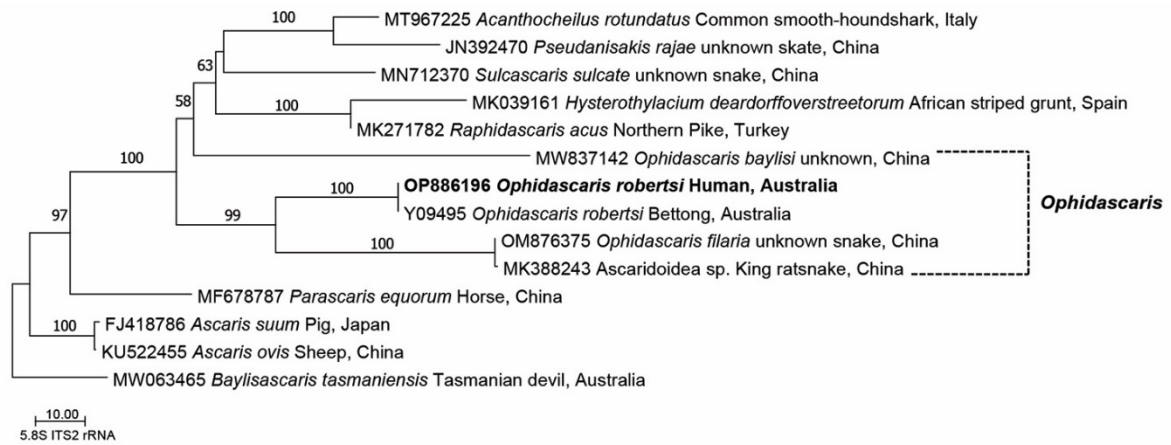 100
MT967225 Acanthocheilus rotundatus Common smooth-houndshark, Italy
JN392470 Pseudanisakis rajae unknown skate, China
63
MN712370 Sulcascaris sulcate unknown snake, China
58
100
MK039161 Hysterothylacium deardorffoverstreetorum African striped grunt, Spain
MK271782 Raphidascaris acus Northern Pike, Turkey
100
MW837142 Ophidascaris baylisi unknown, China
100
OP886196 Ophidascaris robertsi Human, Australia
Ophidascaris
97
99
Y09495 Ophidascaris robertsi Bettong, Australia
100
OM876375 Ophidascaris filaria unknown snake, China
MK388243 Ascaridoidea sp. King ratsnake, China
MF678787 Parascaris equorum Horse, China
100
FJ418786 Ascaris suum Pig, Japan
KU522455 Ascaris ovis Sheep, China
MW063465 Baylisascaris tasmaniensis Tasmanian devil, Australia
10.00
5.8S ITS2 rRNA